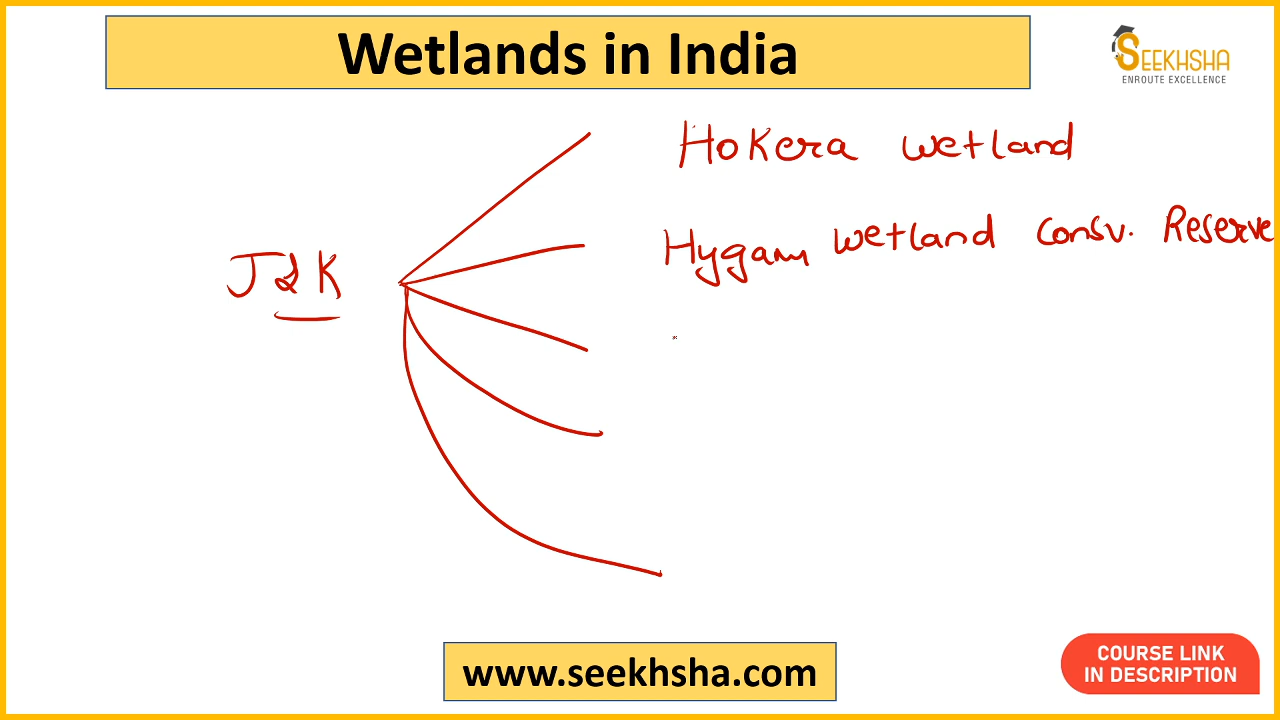 Wetlands in India
SEEKHSHA
ENROUTE EXCELLENCE
Hokera wetland
Hygam wetland Consv. Reserve
J & K
www.seekhsha.com
COURSE LINK
IN DESCRIPTION